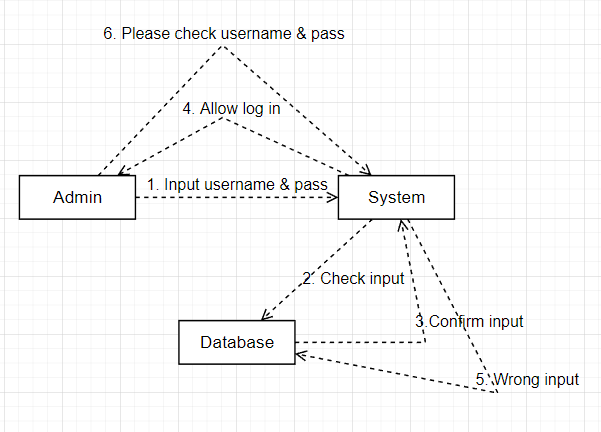 6. Please check username & pass
4. Allow log in
1. Input username & pass
Admin
System
2. Check input
3.Confirm input
Database
5. Wrong input